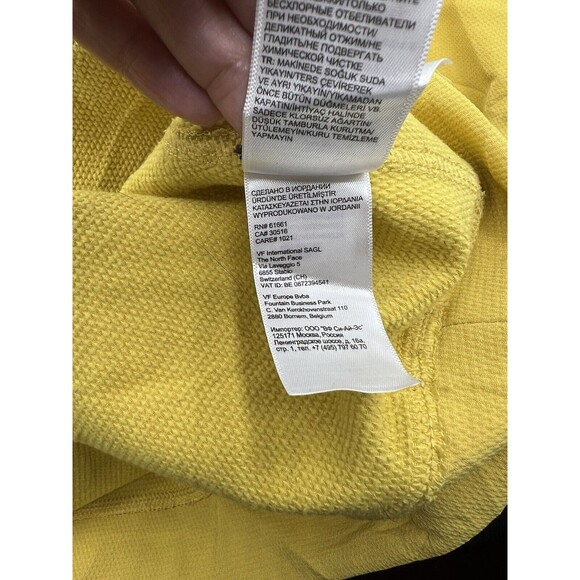 БЕСХЛОРНЫЕ ОТБЕЛИВАТЕЛИ
ПРИ НЕОБХОДИМОСТИ/
ДЕЛИКАТНЫЙ ОТЖИМ/НЕ
ГЛАДИТЬ/НЕ ПОДВЕРГАТЬ
ХИМИЧЕСКОЙ ЧИСТКЕ
TR: MAKİNEDE SOĞUK SUDA
YIKAYIN/TERS ÇEVİREREK
VE AYRI YIKAYIN/YIKAMADAN
ÖNCE BÜTÜN DÜĞMELERİ VB.
KAPATIN/İHTİYAÇ HALİNDE
SADECE KLORSUZ AĞARTIN/
DÜŞÜK TAMBURLA KURUTMA/
ÜTÜLEMEYİN/KURU TEMİZLEME
YAPMAYIN
СДЕЛАНО В ИОРДАНИИ
ÜRDÜN'DE ÜRETİLMİŞTİR
ΚΑΤΑΣΚΕΥΑΖΕΤΑΙ ΣΤΗΝ ΙΟΡΔΑΝΙΑ
WYPRODUKOWANO W JORDANII
RN# 61661
CA# 30516
CARE# 1021
VF International SAGL
The North Face
Via Laveggio 5
6855 Stabio
Switzerland (CH)
VAT ID: BE 0872394541
VF Europe Bvba
Fountain Business Park
C. Van Kerckhovenstraat 110
2880 Bornem, Belgium
Импортер: ООО "Вф Си-Ай-Эс"
125171 Москва, Россия
Ленинградское шоссе, д. 16а,
стр. 1, тел. +7 (495) 797 60 70